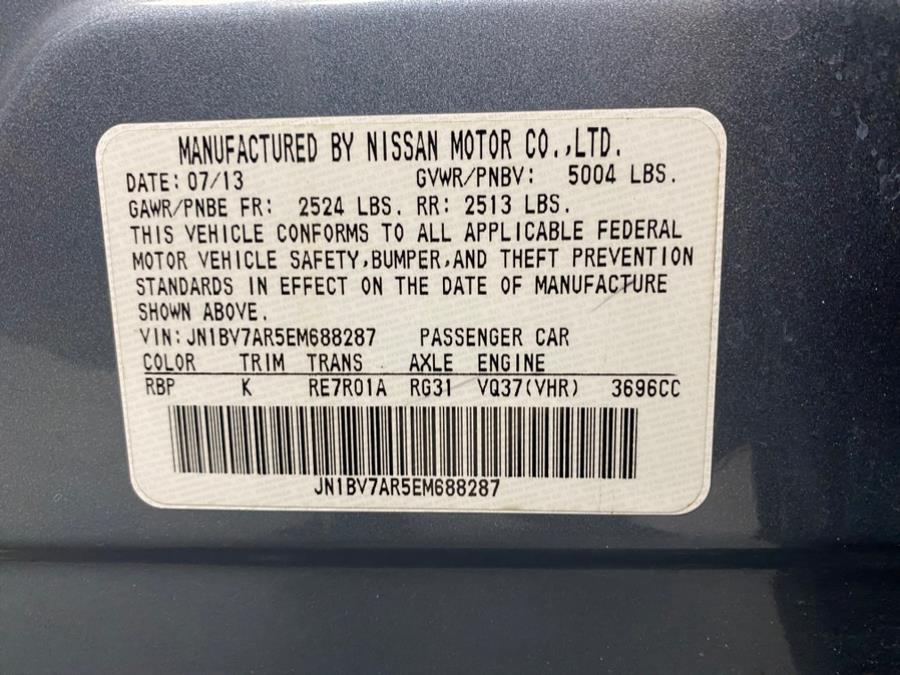 MANUFACTURED BY NISSAN MOTOR CO.,LTD.
DATE: 07/13 GVWR/PNBV: 5004 LBS.
GAWR/PNBE FR: 2524 LBS. RR: 2513 LBS.
THIS VEHICLE CONFORMS TO ALL APPLICABLE FEDERAL
MOTOR VEHICLE SAFETY,BUMPER,AND THEFT PREVENTION
STANDARDS IN EFFECT ON THE DATE OF MANUFACTURE
SHOWN ABOVE.
VIN: JN1BV7AR5EM688287 PASSENGER CAR
COLOR TRIM TRANS AXLE ENGINE
RBP K RE7R01A RG31 VQ37(VHR) 3696CC
JN1BV7AR5EM688287